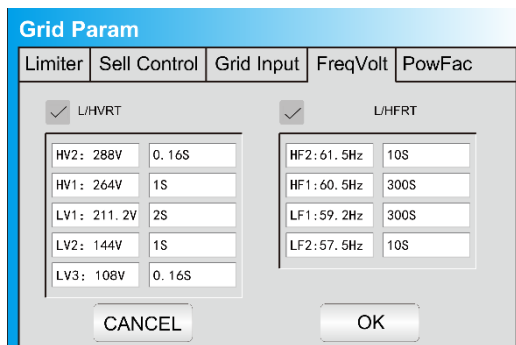 Grid Param
Limiter Sell Control Grid Input FreqVolt PowFac
L/HVRT
HV2: 288V 0.16S
HV1: 264V 1S
LV1: 211.2V 2S
LV2: 144V 1S
LV3: 108V 0.16S
L/HFRT
HF2:61.5Hz 10S
HF1:60.5Hz 300S
LF1:59.2Hz 300S
LF2:57.5Hz 10S
CANCEL OK